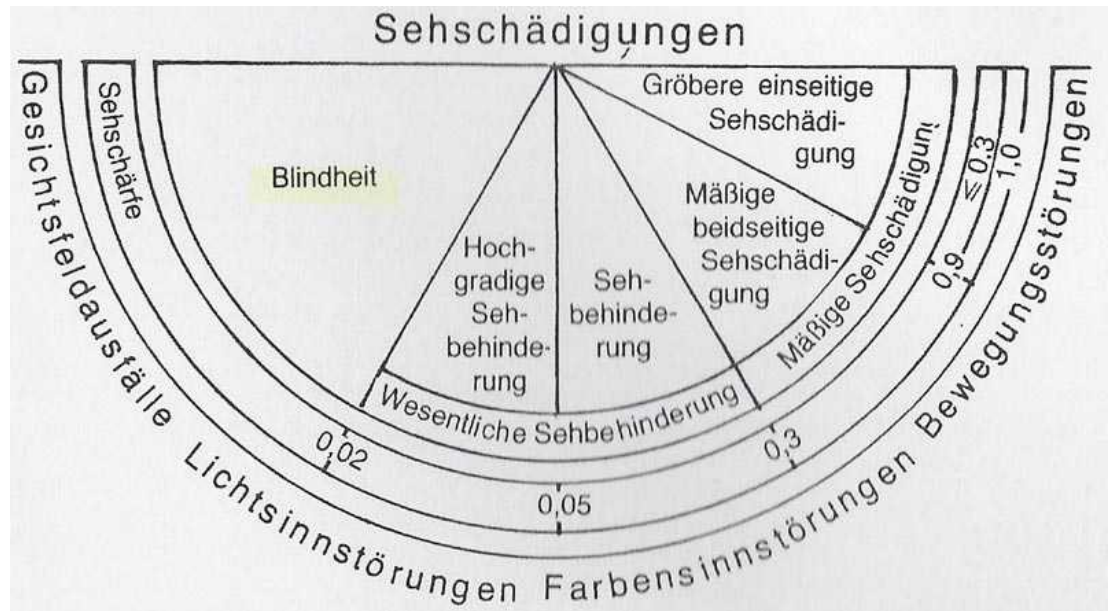 Sehschädigungen
Gesichtsfeldausfälle
Lichtsinnstörungen
Farbensinnstörungen
Bewegungsstörungen
Sehschärfe
Blindheit
Hoch-
gradige
Seh-
behinde-
rung
Seh-
behinde-
rung
Mäßige
beidseitige
Sehschädi-
gung
Gröbere einseitige
Sehschädi-
gung
Wesentliche Sehbehinderung
Mäßige Sehschädigung
0,02
0,05
0,3
0,9
≤ 0,3
1,0